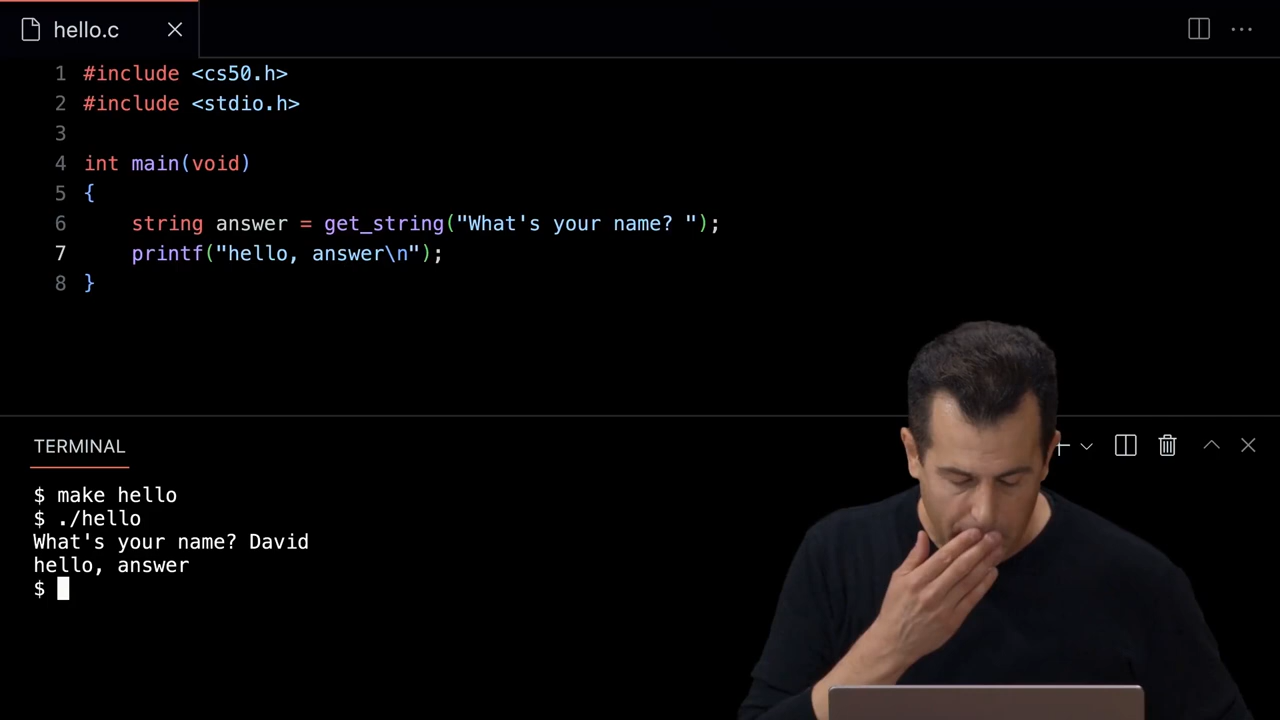 hello.c
1 #include <cs50.h>
2 #include <stdio.h>
3
4 int main(void)
5 {
6     string answer = get_string("What's your name? ");
7     printf("hello, answer\n");
8 }
TERMINAL
$ make hello
$ ./hello
What's your name? David
hello, answer
$